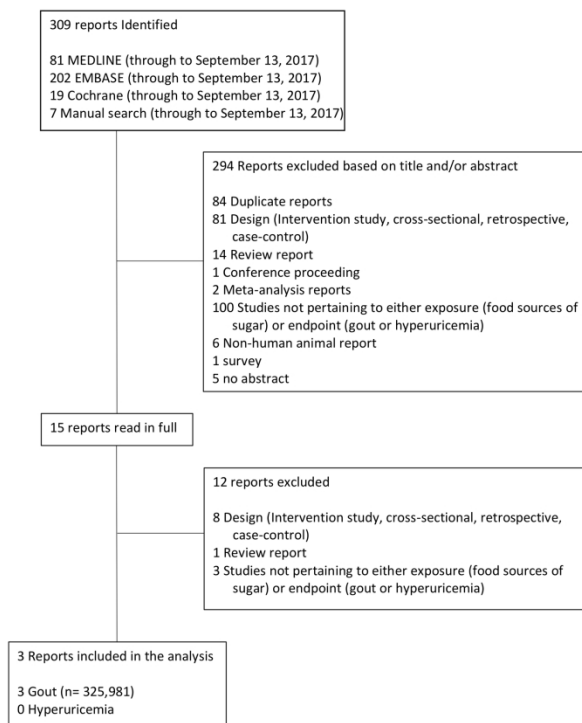 309 reports Identified
81 MEDLINE (through to September 13, 2017)
202 EMBASE (through to September 13, 2017)
19 Cochrane (through to September 13, 2017)
7 Manual search (through to September 13, 2017)
294 Reports excluded based on title and/or abstract
84 Duplicate reports
81 Design (Intervention study, cross-sectional, retrospective,
case-control)
14 Review report
1 Conference proceeding
2 Meta-analysis reports
100 Studies not pertaining to either exposure (food sources of
sugar) or endpoint (gout or hyperuricemia)
6 Non-human animal report
1 survey
5 no abstract
15 reports read in full
12 reports excluded
8 Design (Intervention study, cross-sectional, retrospective,
case-control)
1 Review report
3 Studies not pertaining to either exposure (food sources of
sugar) or endpoint (gout or hyperuricemia)
3 Reports included in the analysis
3 Gout (n= 325,981)
0 Hyperuricemia